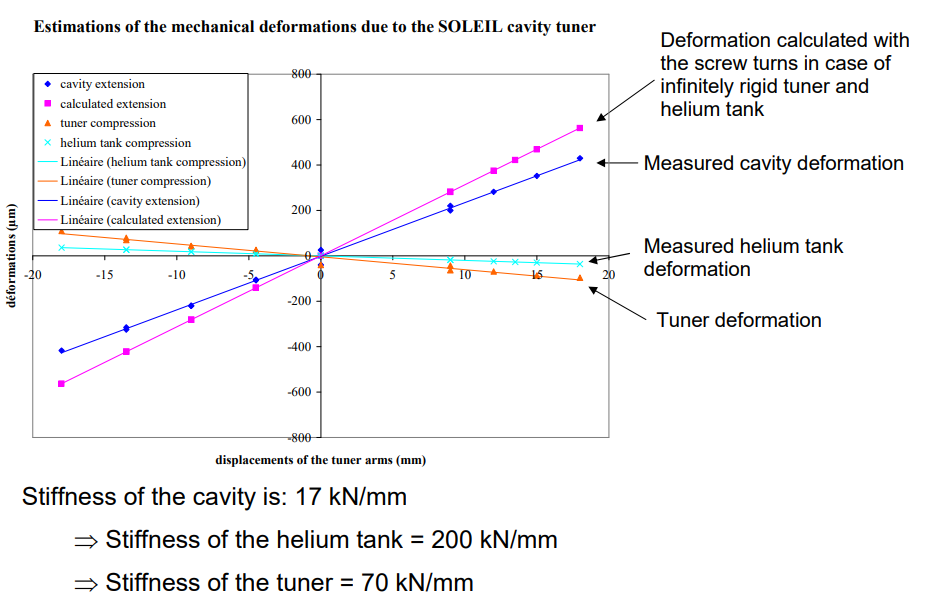 Estimations of the mechanical deformations due to the SOLEIL cavity tuner
Deformation calculated with
the screw turns in case of
infinitely rigid tuner and
helium tank
Measured cavity deformation
Measured helium tank
deformation
Tuner deformation
cavity extension
calculated extension
tuner compression
helium tank compression
Linéaire (helium tank compression)
Linéaire (tuner compression)
Linéaire (cavity extension)
Linéaire (calculated extension)
déformations (µm)
800
600
400
200
0
-200
-400
-600
-800
-20 -15 -10 -5 0 5 10 15 20
displacements of the tuner arms (mm)
Stiffness of the cavity is: 17 kN/mm
⇒ Stiffness of the helium tank = 200 kN/mm
⇒ Stiffness of the tuner = 70 kN/mm